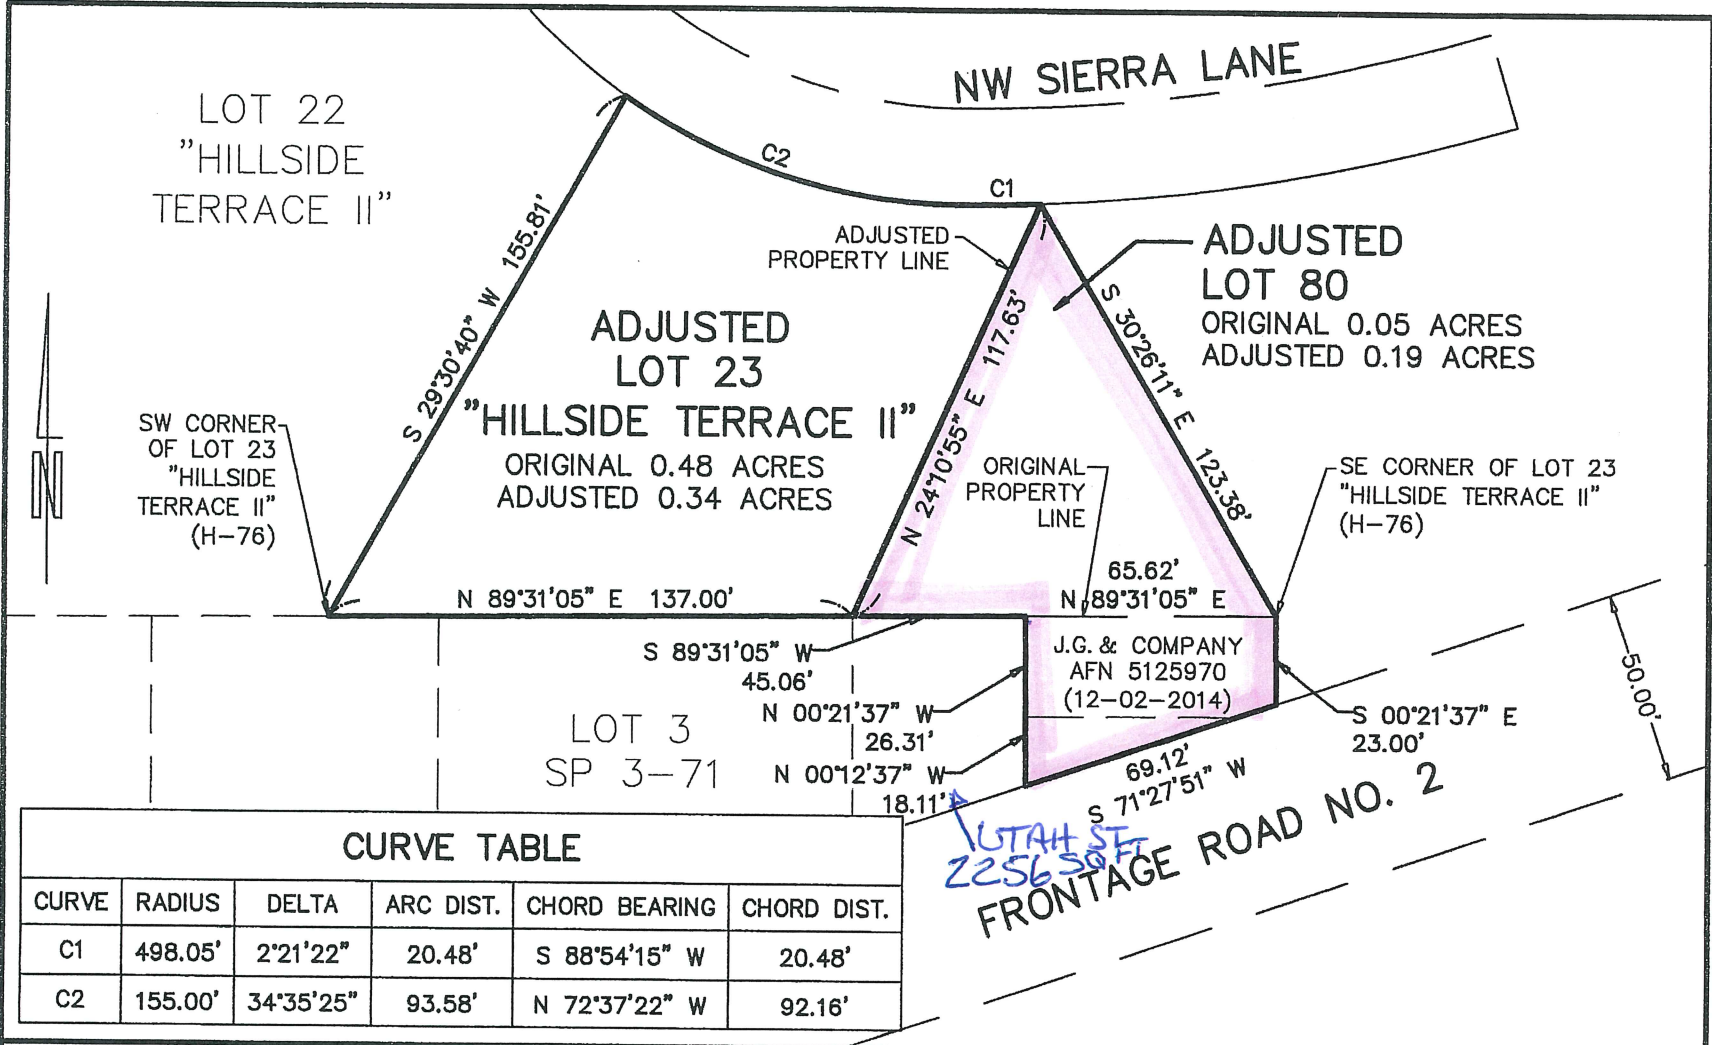 NW SIERRA LANE
LOT 22
"HILLSIDE
TERRACE II"
C2
C1
S 29°30'40" W 155.81'
ADJUSTED
PROPERTY LINE
ADJUSTED
LOT 80
ORIGINAL 0.05 ACRES
ADJUSTED 0.19 ACRES
ADJUSTED
LOT 23
"HILLSIDE TERRACE II"
ORIGINAL 0.48 ACRES
ADJUSTED 0.34 ACRES
N 24°10'55" E 117.63'
S 30°26'11" E 123.38'
SW CORNER
OF LOT 23
"HILLSIDE
TERRACE II"
(H-76)
N
ORIGINAL
PROPERTY
LINE
SE CORNER OF LOT 23
"HILLSIDE TERRACE II"
(H-76)
N 89°31'05" E 137.00'
65.62'
N 89°31'05" E
S 89°31'05" W
45.06'
J.G. & COMPANY
AFN 5125970
(12-02-2014)
N 00°21'37" W
26.31'
S 00°21'37" E
23.00'
50.00'
LOT 3
SP 3-71
N 00°12'37" W
18.11'
69.12'
S 71°27'51" W
UTAH ST
2256 SQ FT
FRONTAGE ROAD NO. 2
CURVE TABLE
CURVE RADIUS DELTA ARC DIST. CHORD BEARING CHORD DIST.
C1 498.05' 2°21'22" 20.48' S 88°54'15" W 20.48'
C2 155.00' 34°35'25" 93.58' N 72°37'22" W 92.16'